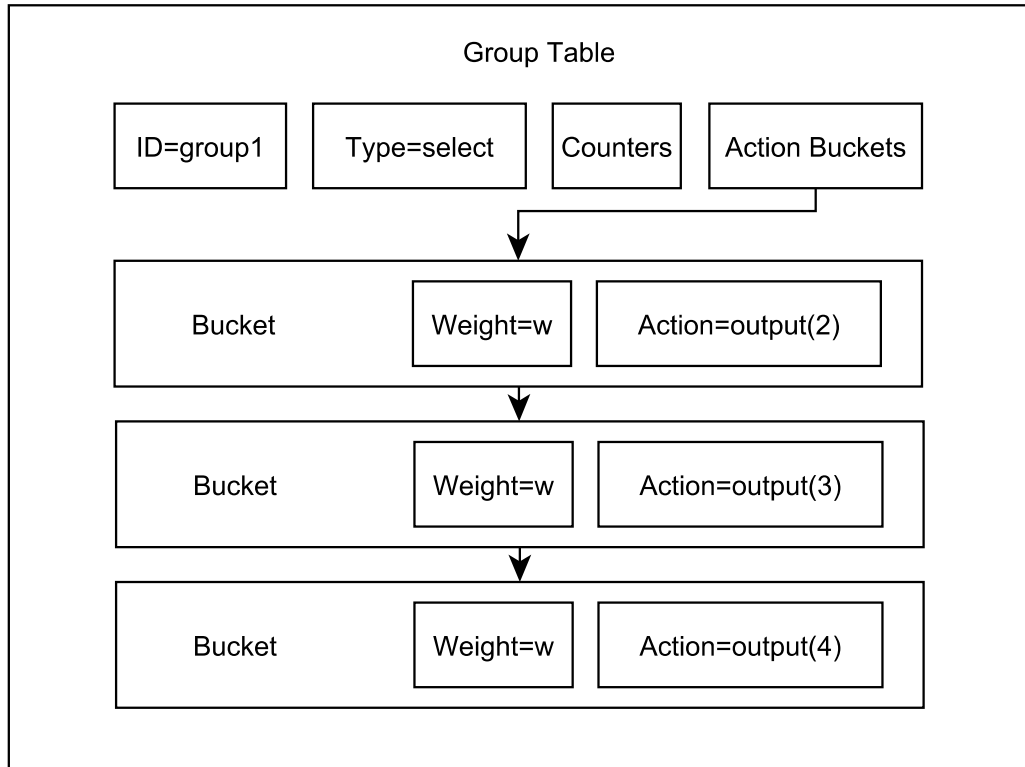 Group Table
ID=group1
Type=select
Counters
Action Buckets
Bucket
Weight=w
Action=output(2)
Bucket
Weight=w
Action=output(3)
Bucket
Weight=w
Action=output(4)